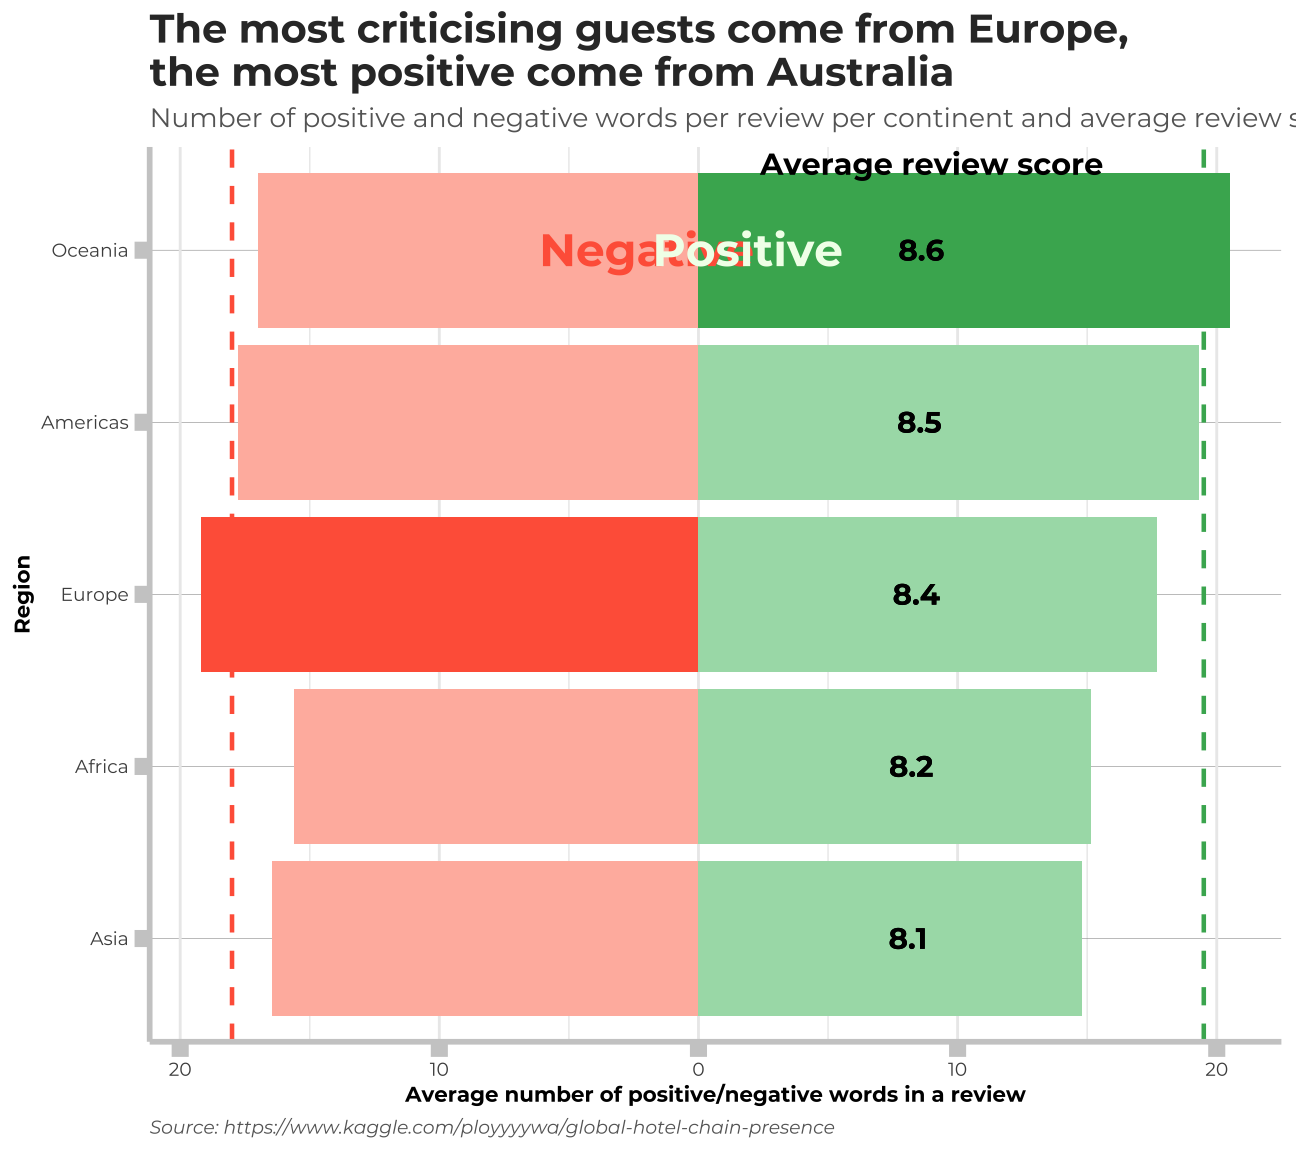 The most criticising guests come from Europe,
the most positive come from Australia
Number of positive and negative words per review per continent and average review s
Average review score
Oceania
Negative
Positive
8.6
Americas
8.5
Region
Europe
8.4
Africa
8.2
Asia
8.1
20 10 0 10 20
Average number of positive/negative words in a review
Source: https://www.kaggle.com/ployyyywa/global-hotel-chain-presence